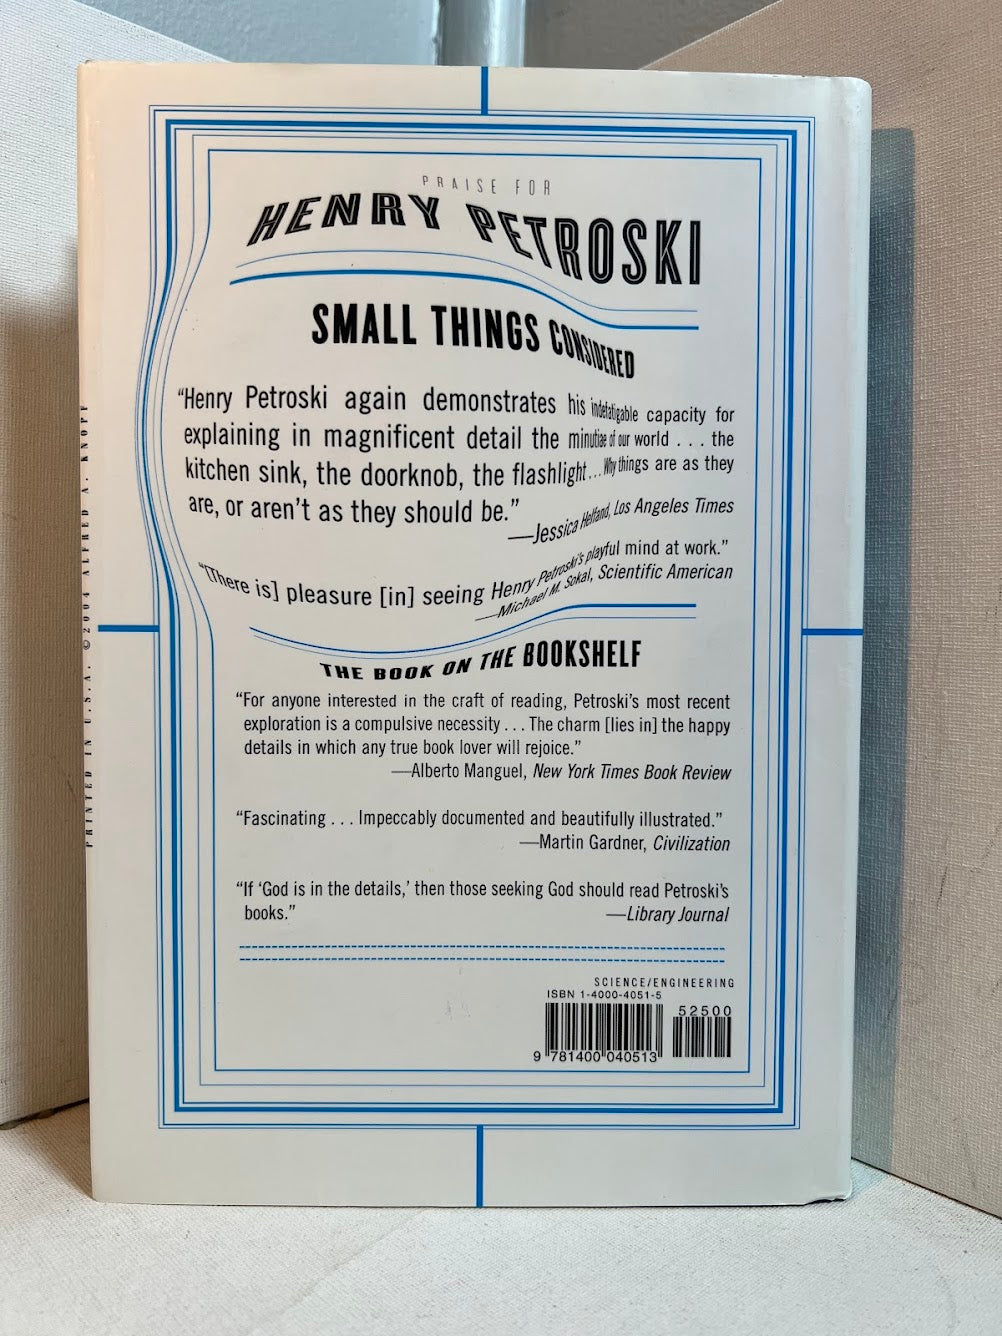 PRAISE FOR
HENRY PETROSKI
SMALL THINGS CONSIDERED
“Henry Petroski again demonstrates his indefatigable capacity for
explaining in magnificent detail the minutiae of our world . . . the
kitchen sink, the doorknob, the flashlight . . . Why things are as they
are, or aren’t as they should be.”
—Jessica Helfand, Los Angeles Times
“[There is] pleasure [in] seeing Henry Petroski’s playful mind at work.”
—Michael M. Sokal, Scientific American
THE BOOK ON THE BOOKSHELF
“For anyone interested in the craft of reading, Petroski’s most recent
exploration is a compulsive necessity . . . The charm [lies in] the happy
details in which any true book lover will rejoice.”
—Alberto Manguel, New York Times Book Review
“Fascinating . . . Impeccably documented and beautifully illustrated.”
—Martin Gardner, Civilization
“If ‘God is in the details,’ then those seeking God should read Petroski’s
books.” —Library Journal
SCIENCE/ENGINEERING
ISBN 1-4000-4051-5
52500
9 781400 040513
PRINTED IN U.S.A. ©2004 ALFRED A. KNOPF